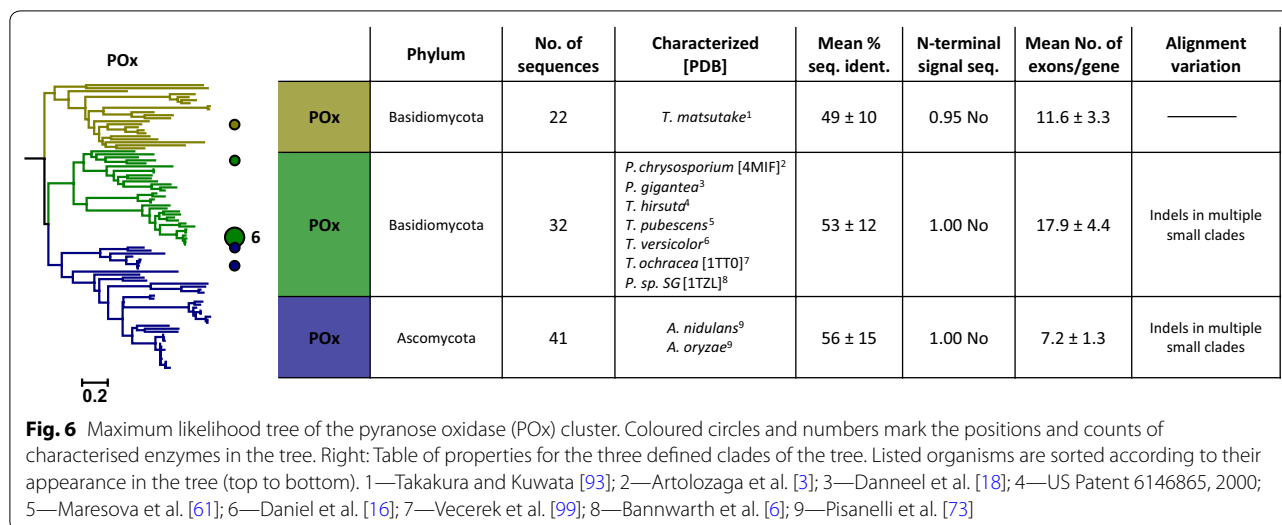 POx
6
0.2
Phylum
No. of sequences
Characterized [PDB]
Mean % seq. ident.
N-terminal signal seq.
Mean No. of exons/gene
Alignment variation
POx
Basidiomycota
22
T. matsutake¹
49 ± 10
0.95 No
11.6 ± 3.3
POx
Basidiomycota
32
P. chrysosporium [4MIF]²
P. gigantea³
T. hirsuta⁴
T. pubescens⁵
T. versicolor⁶
T. ochracea [1TT0]⁷
P. sp. SG [1TZL]⁸
53 ± 12
1.00 No
17.9 ± 4.4
Indels in multiple
small clades
POx
Ascomycota
41
A. nidulans⁹
A. oryzae⁹
56 ± 15
1.00 No
7.2 ± 1.3
Indels in multiple
small clades
Fig. 6 Maximum likelihood tree of the pyranose oxidase (POx) cluster. Coloured circles and numbers mark the positions and counts of
characterised enzymes in the tree. Right: Table of properties for the three defined clades of the tree. Listed organisms are sorted according to their
appearance in the tree (top to bottom). 1—Takakura and Kuwata [93]; 2—Artolozaga et al. [3]; 3—Danneel et al. [18]; 4—US Patent 6146865, 2000;
5—Maresova et al. [61]; 6—Daniel et al. [16]; 7—Vecerek et al. [99]; 8—Bannwarth et al. [6]; 9—Pisanelli et al. [73]